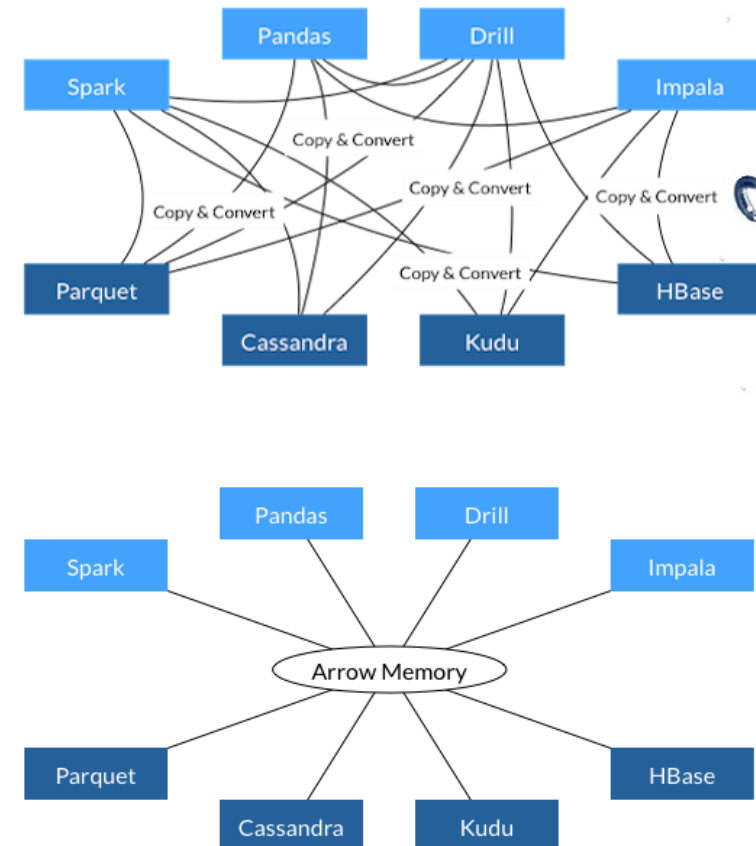 Pandas
Drill
Spark
Impala
Copy & Convert
Copy & Convert
Copy & Convert
Copy & Convert
Copy & Convert
Parquet
HBase
Cassandra
Kudu
Pandas
Drill
Spark
Impala
Arrow Memory
Parquet
HBase
Cassandra
Kudu